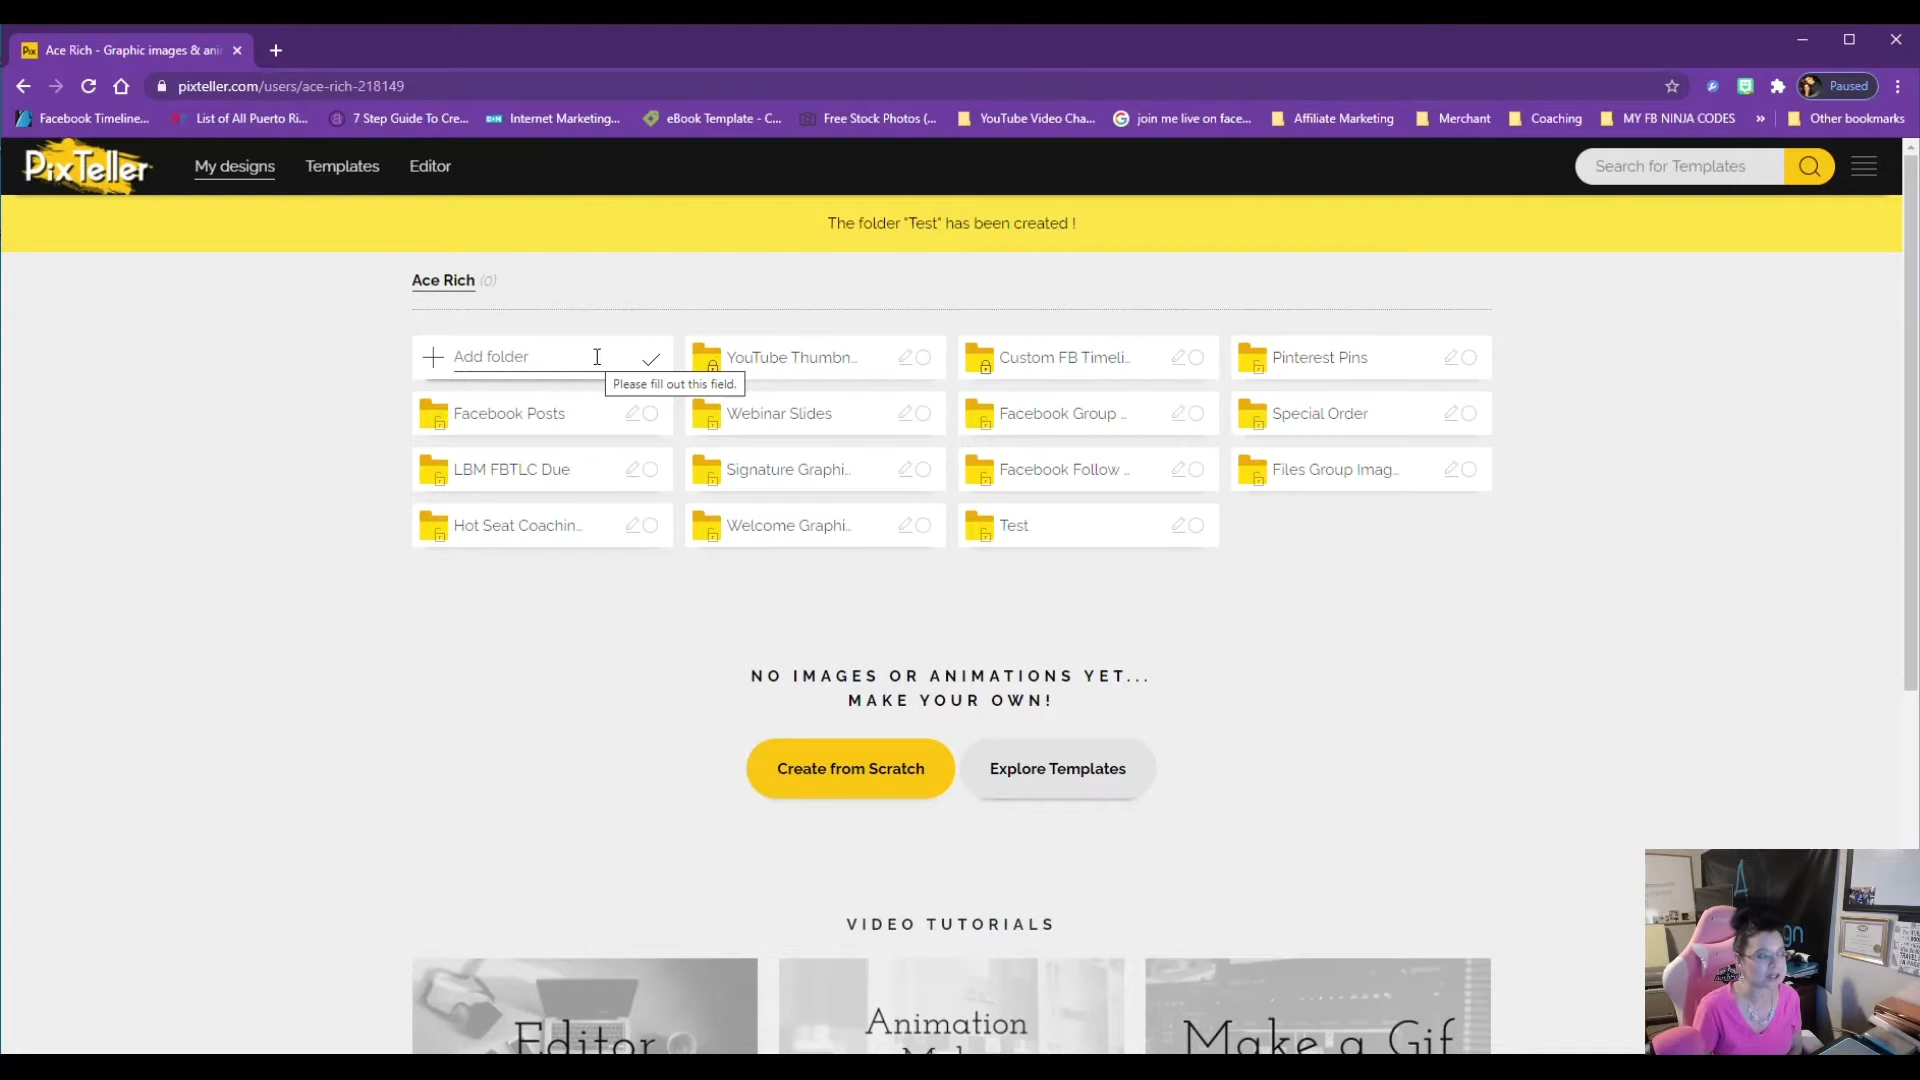 Pix Ace Rich - Graphic images & ani
pixteller.com/users/ace-rich-218149
Paused
Facebook Timeline... List of All Puerto Ri... 7 Step Guide To Cre... Internet Marketing... eBook Template - C... Free Stock Photos (... YouTube Video Cha... join me live on face... Affiliate Marketing Merchant Coaching MY FB NINJA CODES » Other bookmarks
PixTeller My designs Templates Editor Search for Templates
The folder "Test" has been created !
Ace Rich (0)
Add folder YouTube Thumbn... Custom FB Timeli... Pinterest Pins
Please fill out this field.
Facebook Posts Webinar Slides Facebook Group ... Special Order
LBM FBTLC Due Signature Graphi... Facebook Follow ... Files Group Imag...
Hot Seat Coachin... Welcome Graphi... Test
NO IMAGES OR ANIMATIONS YET...
MAKE YOUR OWN!
Create from Scratch Explore Templates
VIDEO TUTORIALS
Editor Animation Make a Gif